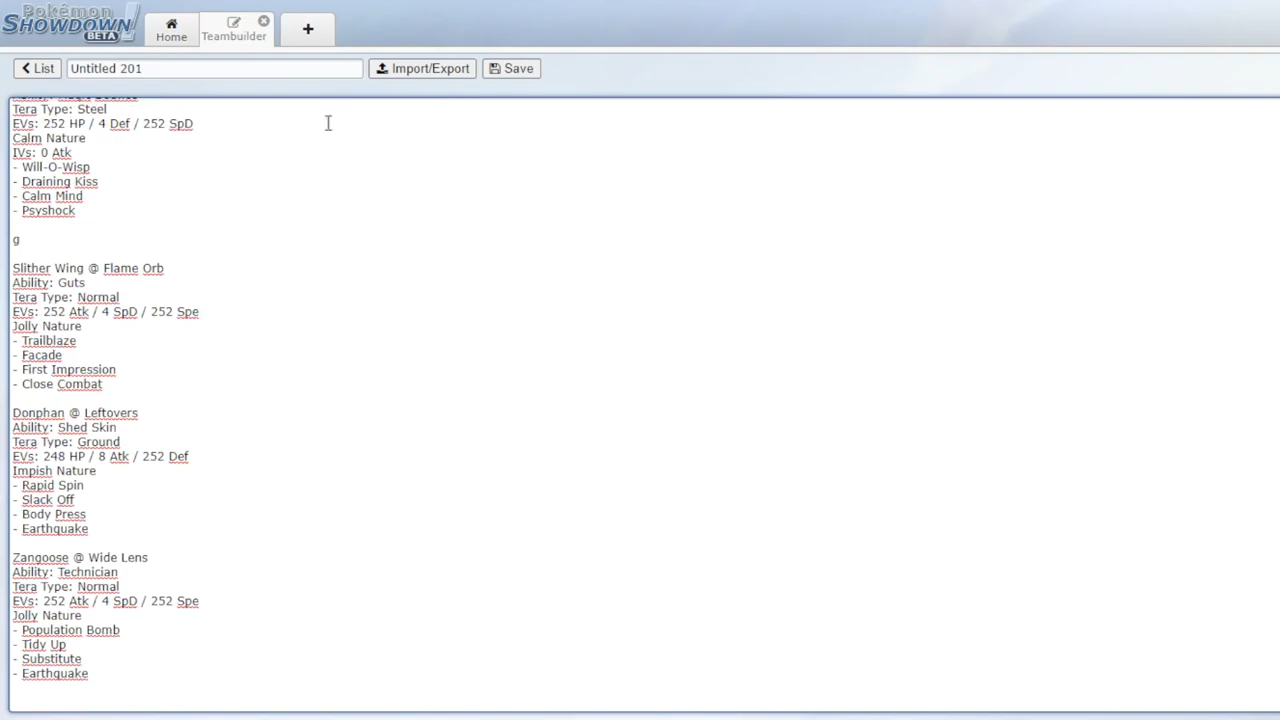 Pokémon
SHOWDOWN!
BETA
Home
Teambuilder
+
List
Untitled 201
Import/Export
Save
Tera Type: Steel
EVs: 252 HP / 4 Def / 252 SpD
Calm Nature
IVs: 0 Atk
- Will-O-Wisp
- Draining Kiss
- Calm Mind
- Psyshock
g
Slither Wing @ Flame Orb
Ability: Guts
Tera Type: Normal
EVs: 252 Atk / 4 SpD / 252 Spe
Jolly Nature
- Trailblaze
- Facade
- First Impression
- Close Combat
Donphan @ Leftovers
Ability: Shed Skin
Tera Type: Ground
EVs: 248 HP / 8 Atk / 252 Def
Impish Nature
- Rapid Spin
- Slack Off
- Body Press
- Earthquake
Zangoose @ Wide Lens
Ability: Technician
Tera Type: Normal
EVs: 252 Atk / 4 SpD / 252 Spe
Jolly Nature
- Population Bomb
- Tidy Up
- Substitute
- Earthquake